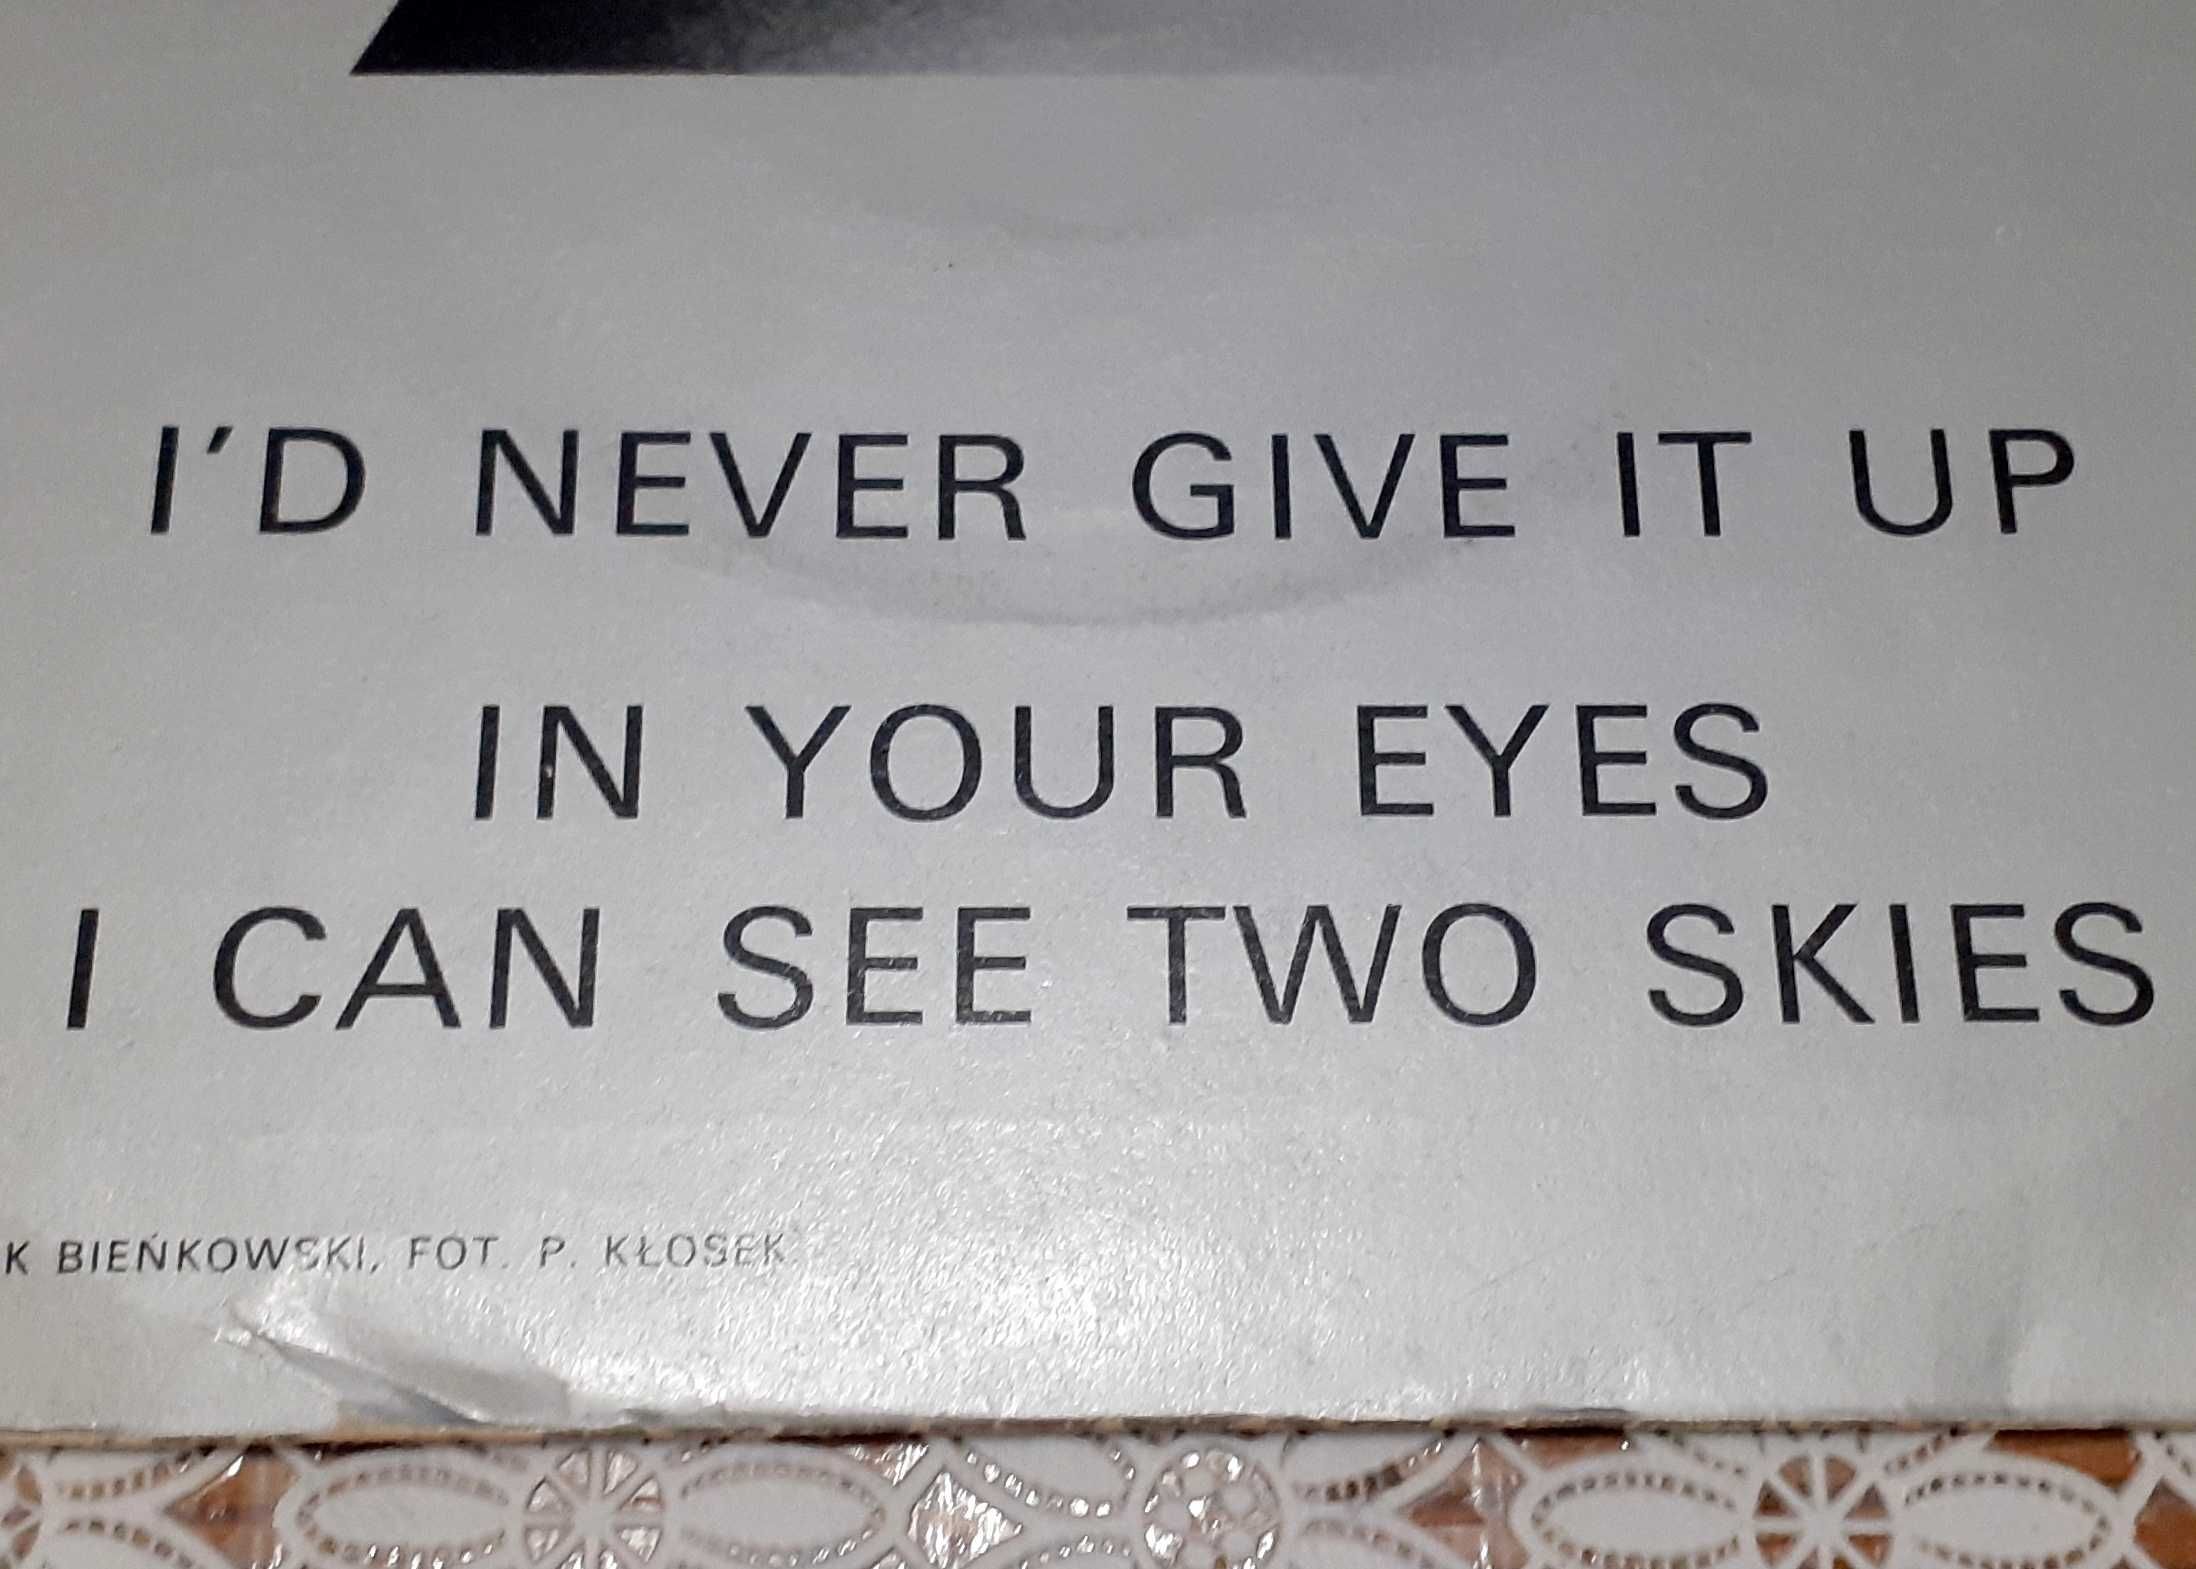 I'D NEVER GIVE IT UP
IN YOUR EYES
I CAN SEE TWO SKIES
K BIEŃKOWSKI, FOT. P. KŁOSEK